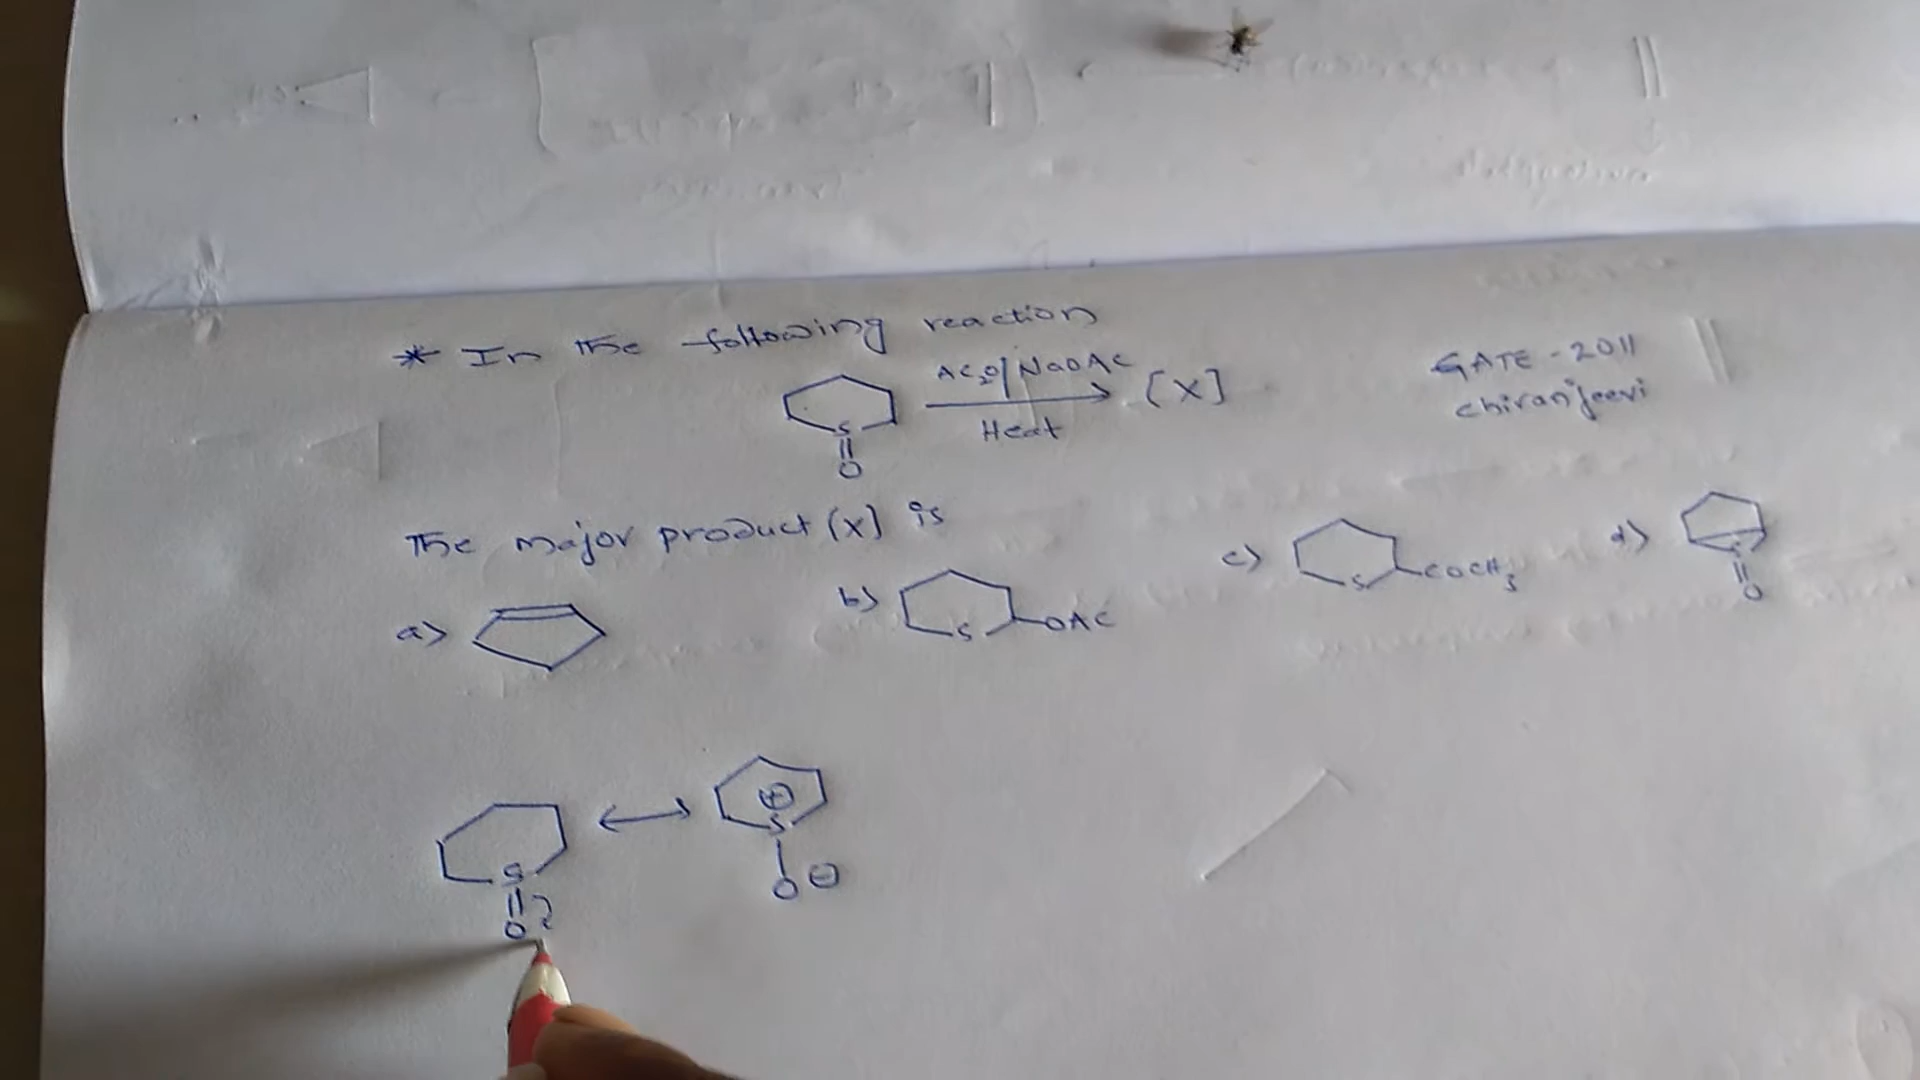 * In the following reaction
Ac₂O/NaOAc
[X]
Heat
S
O
GATE - 2011
chiranjeevi
The major product (x] is
a)
b) S OAc
c) S COCH₃
d) S O
S
O
⊕
S
O ⊖